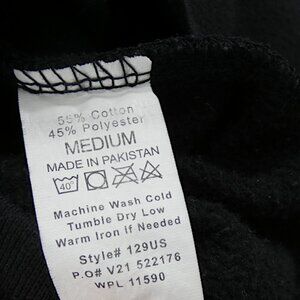 55% Cotton
45% Polyester
MEDIUM
MADE IN PAKISTAN
40°
Machine Wash Cold
Tumble Dry Low
Warm Iron If Needed
Style# 129US
P.O# V21 522176
WPL 11590